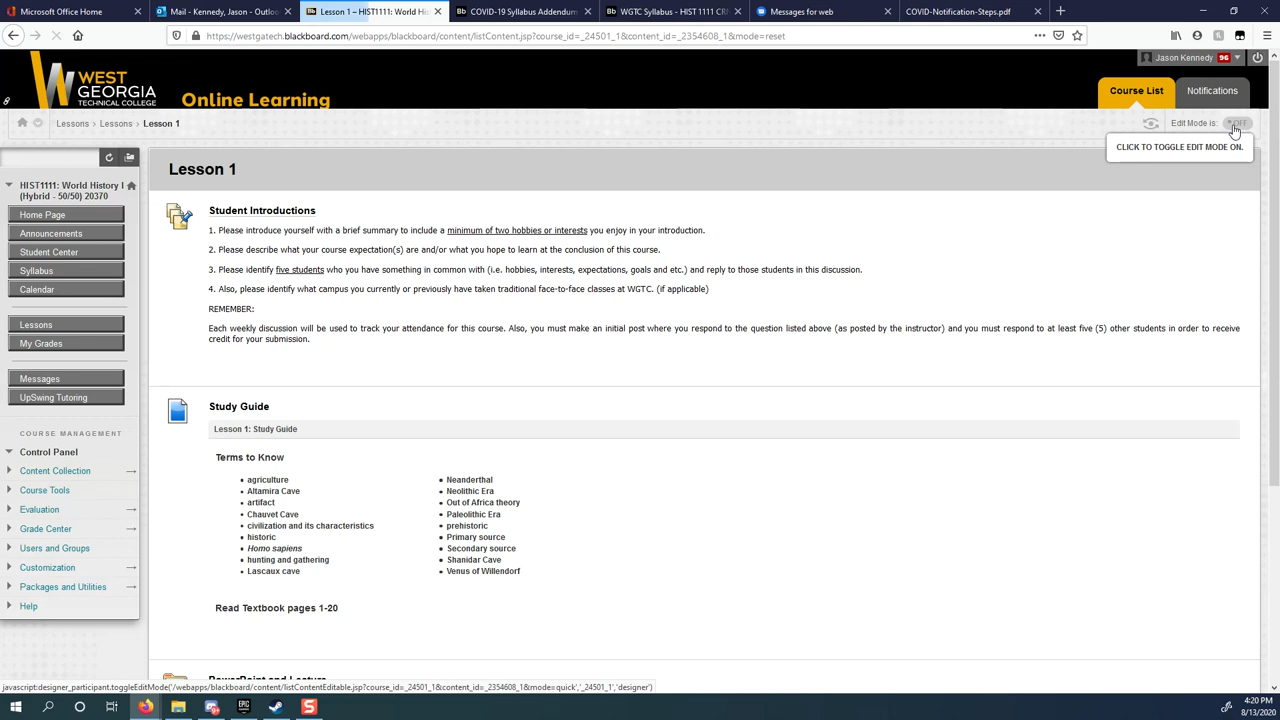 Microsoft Office Home
Mail - Kennedy, Jason - Outloo
Lesson 1 – HIST1111: World Hi
COVID-19 Syllabus Addendum
WGTC Syllabus - HIST 1111 CR
Messages for web
COVID-Notification-Steps.pdf
https://westgatech.blackboard.com/webapps/blackboard/content/listContent.jsp?course_id=_24501_1&content_id=_2354608_1&mode=reset
Jason Kennedy 96
WEST GEORGIA
TECHNICAL COLLEGE
Online Learning
Course List
Notifications
Lessons > Lessons > Lesson 1
Edit Mode is: OFF
CLICK TO TOGGLE EDIT MODE ON.
HIST1111: World History I
(Hybrid - 50/50) 20370
Home Page
Announcements
Student Center
Syllabus
Calendar
Lessons
My Grades
Messages
UpSwing Tutoring
COURSE MANAGEMENT
Control Panel
Content Collection
Course Tools
Evaluation
Grade Center
Users and Groups
Customization
Packages and Utilities
Help
Lesson 1
Student Introductions
1. Please introduce yourself with a brief summary to include a minimum of two hobbies or interests you enjoy in your introduction.
2. Please describe what your course expectation(s) are and/or what you hope to learn at the conclusion of this course.
3. Please identify five students who you have something in common with (i.e. hobbies, interests, expectations, goals and etc.) and reply to those students in this discussion.
4. Also, please identify what campus you currently or previously have taken traditional face-to-face classes at WGTC. (if applicable)
REMEMBER:
Each weekly discussion will be used to track your attendance for this course. Also, you must make an initial post where you respond to the question listed above (as posted by the instructor) and you must respond to at least five (5) other students in order to receive
credit for your submission.
Study Guide
Lesson 1: Study Guide
Terms to Know
• agriculture
• Altamira Cave
• artifact
• Chauvet Cave
• civilization and its characteristics
• historic
• Homo sapiens
• hunting and gathering
• Lascaux cave
• Neanderthal
• Neolithic Era
• Out of Africa theory
• Paleolithic Era
• prehistoric
• Primary source
• Secondary source
• Shanidar Cave
• Venus of Willendorf
Read Textbook pages 1-20
PowerPoint and Lecture
javascript:designer_participant.toggleEditMode('/webapps/blackboard/content/listContentEditable.jsp?course_id=_24501_1&content_id=_2354608_1&mode=quick','_24501_1','designer')
4:20 PM
8/13/2020